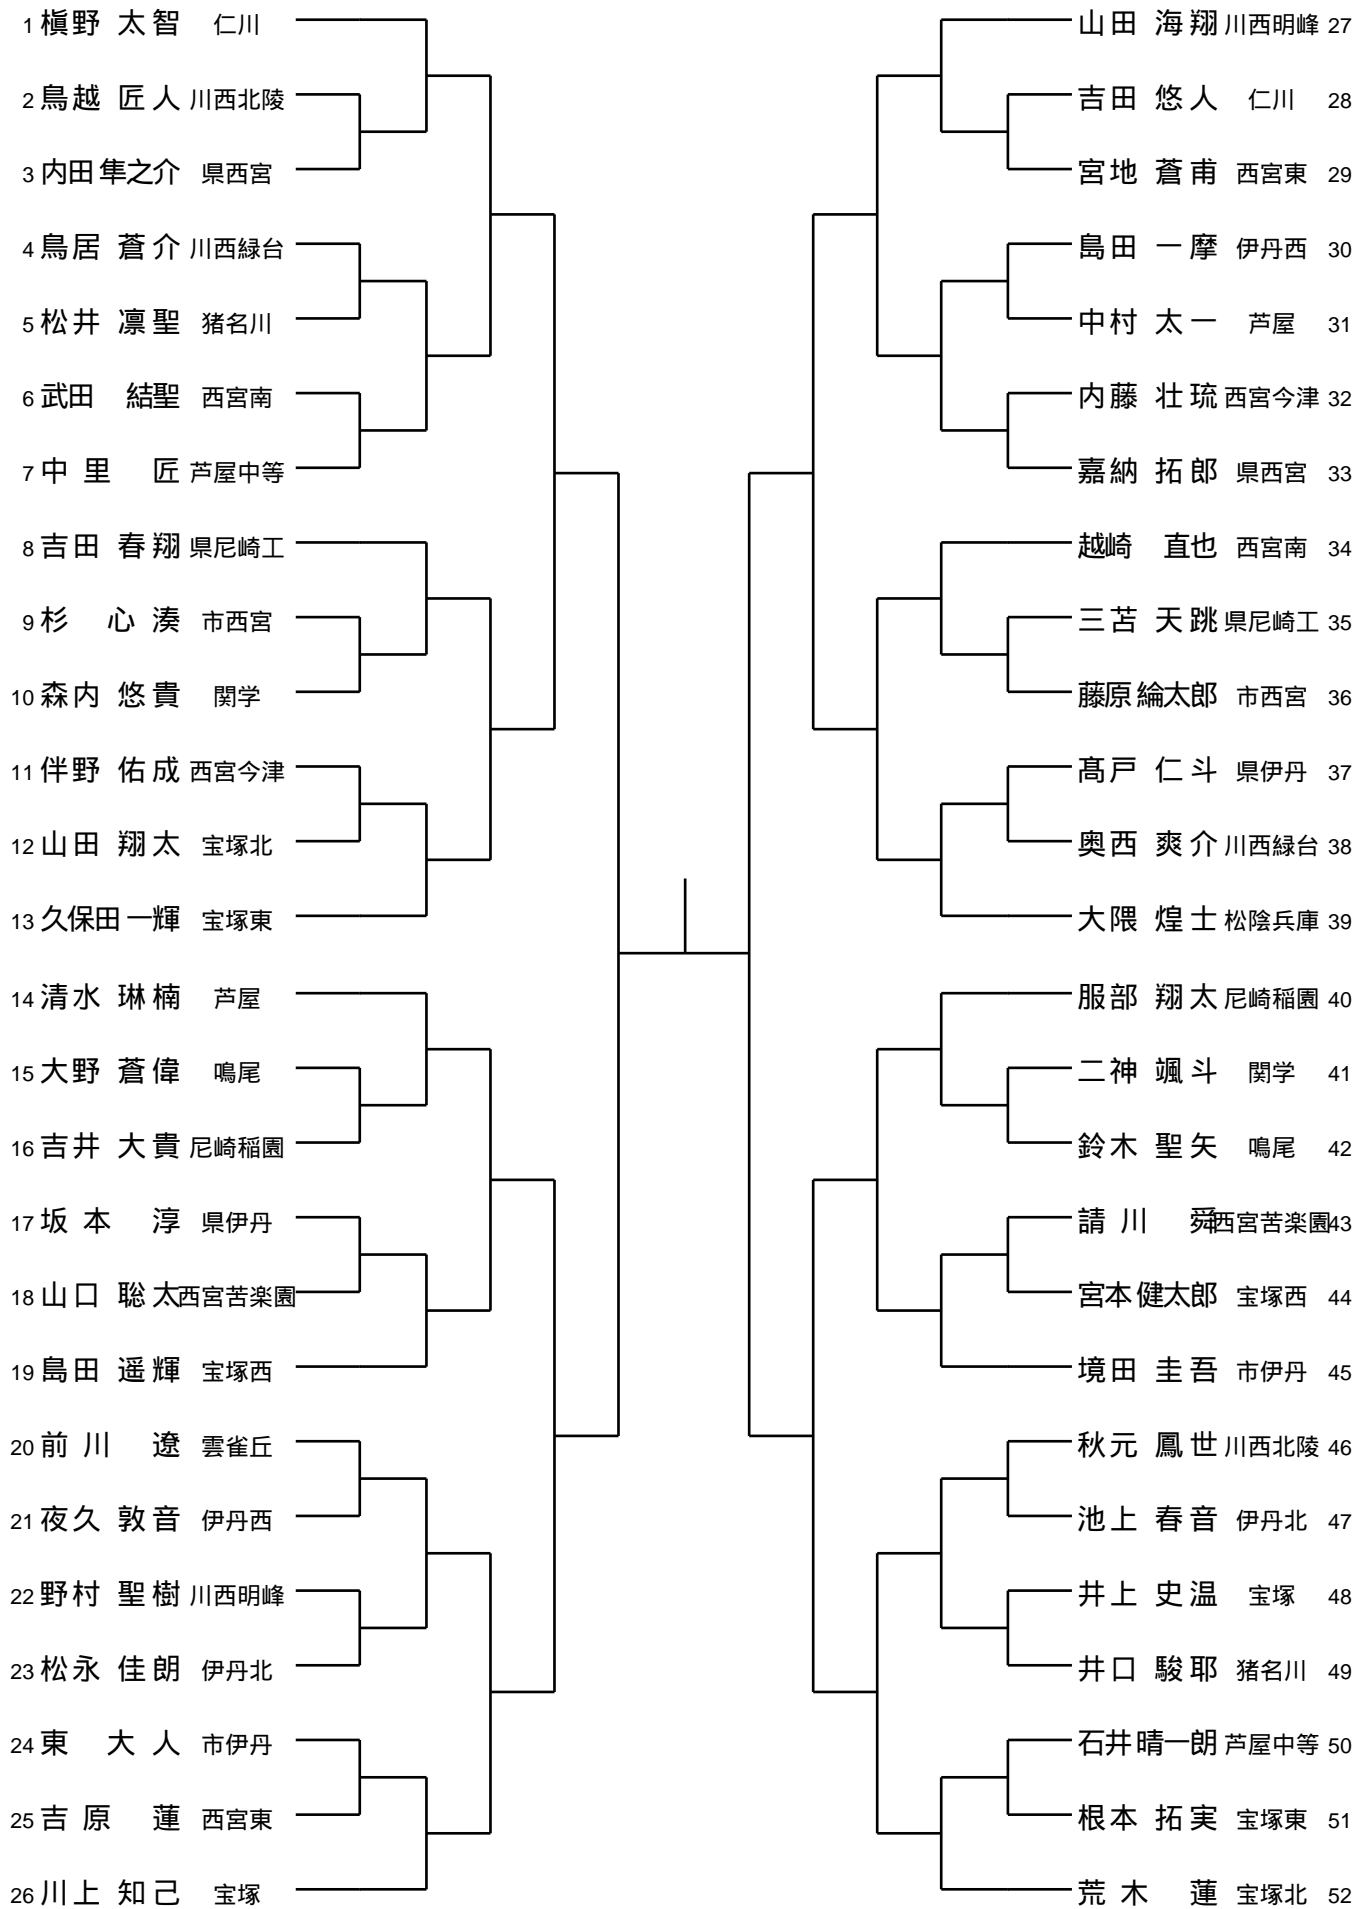 1 槇野 太智 仁川
2 鳥越 匠人 川西北陵
3 内田 隼之介 県西宮
4 鳥居 蒼介 川西緑台
5 松井 凛聖 猪名川
6 武田 結聖 西宮南
7 中里 匠 芦屋中等
8 吉田 春翔 県尼崎工
9 杉 心湊 市西宮
10 森内 悠貴 関学
11 伴野 佑成 西宮今津
12 山田 翔太 宝塚北
13 久保田 一輝 宝塚東
14 清水 琳楠 芦屋
15 大野 蒼偉 鳴尾
16 吉井 大貴 尼崎稲園
17 坂本 淳 県伊丹
18 山口 聡太 西宮苦楽園
19 島田 遥輝 宝塚西
20 前川 遼 雲雀丘
21 夜久 敦音 伊丹西
22 野村 聖樹 川西明峰
23 松永 佳朗 伊丹北
24 東 大人 市伊丹
25 吉原 蓮 西宮東
26 川上 知己 宝塚
山田 海翔 川西明峰 27
吉田 悠人 仁川 28
宮地 蒼甫 西宮東 29
島田 一摩 伊丹西 30
中村 太一 芦屋 31
内藤 壮琉 西宮今津 32
嘉納 拓郎 県西宮 33
越崎 直也 西宮南 34
三苫 天跳 県尼崎工 35
藤原 綸太郎 市西宮 36
髙戸 仁斗 県伊丹 37
奥西 爽介 川西緑台 38
大隈 煌士 松陰兵庫 39
服部 翔太 尼崎稲園 40
二神 颯斗 関学 41
鈴木 聖矢 鳴尾 42
請川 舜 西宮苦楽園 43
宮本 健太郎 宝塚西 44
境田 圭吾 市伊丹 45
秋元 鳳世 川西北陵 46
池上 春音 伊丹北 47
井上 史温 宝塚 48
井口 駿耶 猪名川 49
石井 晴一朗 芦屋中等 50
根本 拓実 宝塚東 51
荒木 蓮 宝塚北 52